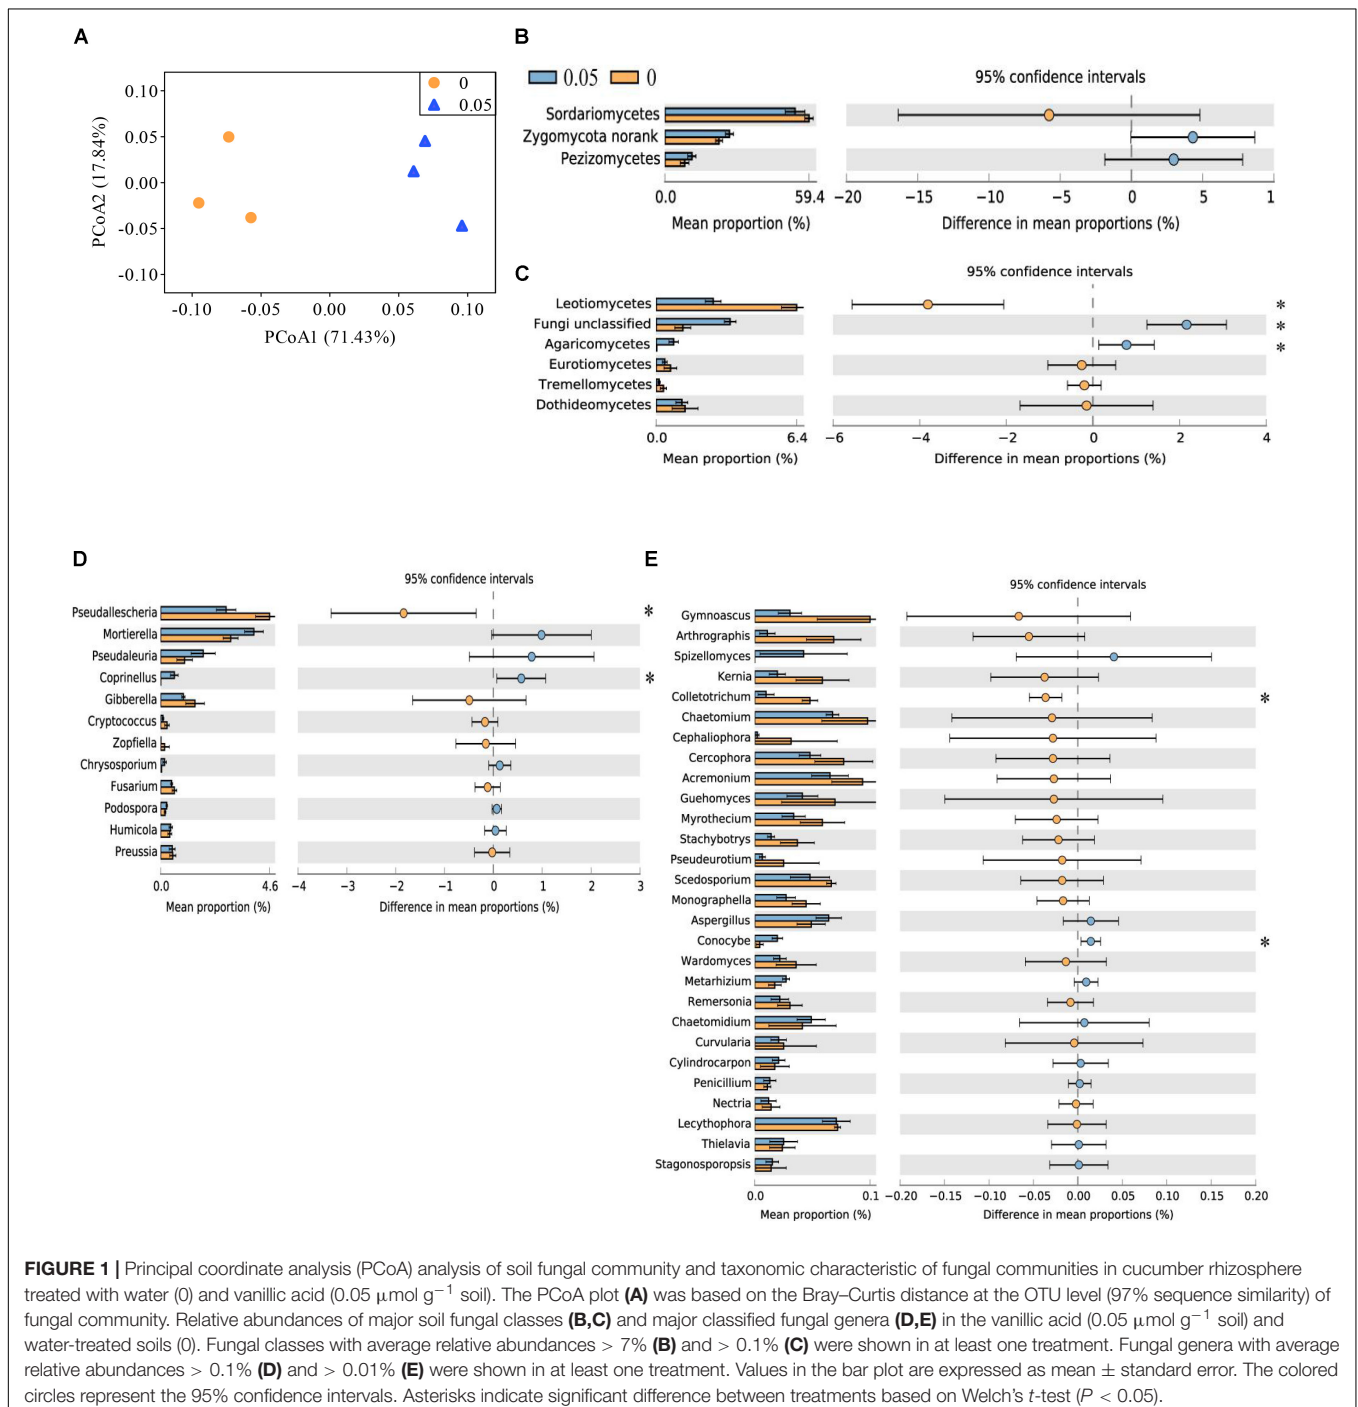 A
0
0.05
0.10
0.05
0.00
-0.05
-0.10
PCoA2 (17.84%)
-0.10 -0.05 0.00 0.05 0.10
PCoA1 (71.43%)
B
0.05 0
95% confidence intervals
Sordariomycetes
Zygomycota norank
Pezizomycetes
0.0 59.4 −20 −15 −10 −5 0 5 1
Mean proportion (%) Difference in mean proportions (%)
C
95% confidence intervals
Leotiomycetes *
Fungi unclassified *
Agaricomycetes *
Eurotiomycetes
Tremellomycetes
Dothideomycetes
0.0 6.4 −6 −4 −2 0 2 4
Mean proportion (%) Difference in mean proportions (%)
D
95% confidence intervals
Pseudallescheria *
Mortierella
Pseudaleuria
Coprinellus *
Gibberella
Cryptococcus
Zopfiella
Chrysosporium
Fusarium
Podospora
Humicola
Preussia
0.0 4.6 −4 −3 −2 −1 0 1 2 3
Mean proportion (%) Difference in mean proportions (%)
E
95% confidence intervals
Gymnoascus
Arthrographis
Spizellomyces
Kernia
Colletotrichum *
Chaetomium
Cephaliophora
Cercophora
Acremonium
Guehomyces
Myrothecium
Stachybotrys
Pseudeurotium
Scedosporium
Monographella
Aspergillus
Conocybe *
Wardomyces
Metarhizium
Remersonia
Chaetomidium
Curvularia
Cylindrocarpon
Penicillium
Nectria
Lecythophora
Thielavia
Stagonosporopsis
0.0 0.1 −0.20 −0.15 −0.10 −0.05 0.00 0.05 0.10 0.15 0.20
Mean proportion (%) Difference in mean proportions (%)
FIGURE 1 | Principal coordinate analysis (PCoA) analysis of soil fungal community and taxonomic characteristic of fungal communities in cucumber rhizosphere
treated with water (0) and vanillic acid (0.05 μmol g−1 soil). The PCoA plot (A) was based on the Bray–Curtis distance at the OTU level (97% sequence similarity) of
fungal community. Relative abundances of major soil fungal classes (B,C) and major classified fungal genera (D,E) in the vanillic acid (0.05 μmol g−1 soil) and
water-treated soils (0). Fungal classes with average relative abundances > 7% (B) and > 0.1% (C) were shown in at least one treatment. Fungal genera with average
relative abundances > 0.1% (D) and > 0.01% (E) were shown in at least one treatment. Values in the bar plot are expressed as mean ± standard error. The colored
circles represent the 95% confidence intervals. Asterisks indicate significant difference between treatments based on Welch's t-test (P < 0.05).